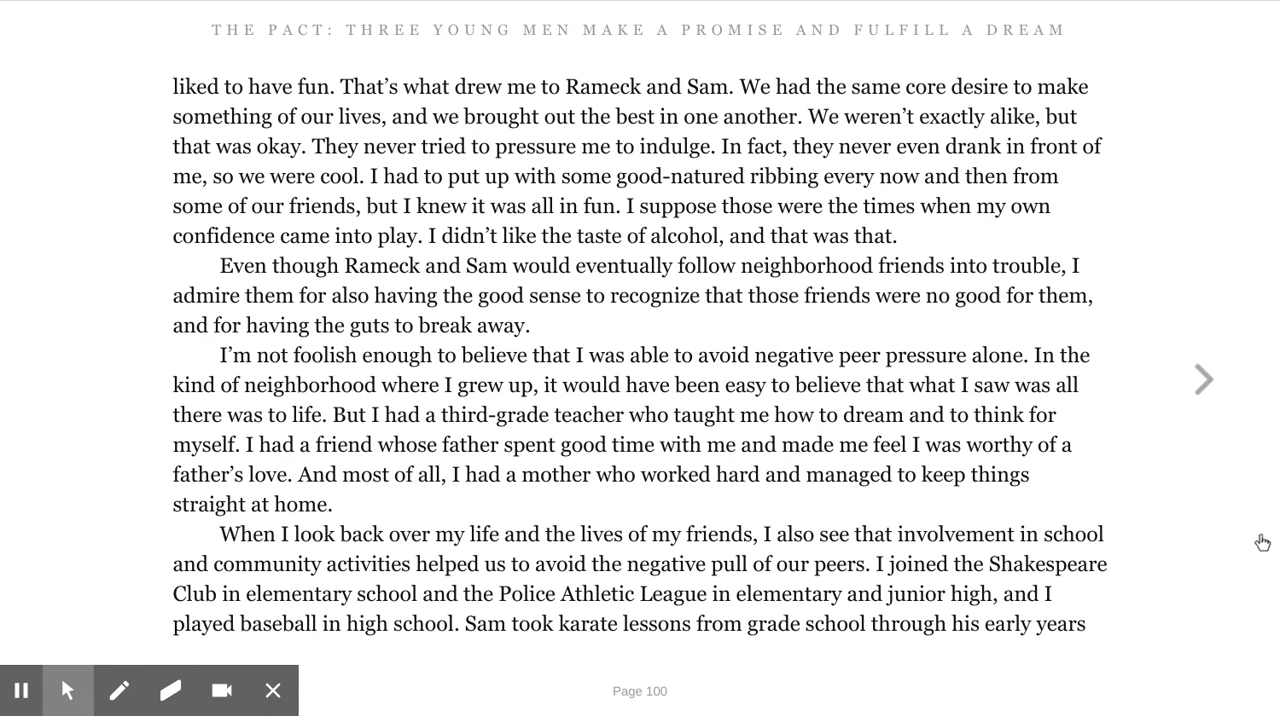 THE PACT: THREE YOUNG MEN MAKE A PROMISE AND FULFILL A DREAM
liked to have fun. That’s what drew me to Rameck and Sam. We had the same core desire to make
something of our lives, and we brought out the best in one another. We weren’t exactly alike, but
that was okay. They never tried to pressure me to indulge. In fact, they never even drank in front of
me, so we were cool. I had to put up with some good-natured ribbing every now and then from
some of our friends, but I knew it was all in fun. I suppose those were the times when my own
confidence came into play. I didn’t like the taste of alcohol, and that was that.
Even though Rameck and Sam would eventually follow neighborhood friends into trouble, I
admire them for also having the good sense to recognize that those friends were no good for them,
and for having the guts to break away.
I’m not foolish enough to believe that I was able to avoid negative peer pressure alone. In the
kind of neighborhood where I grew up, it would have been easy to believe that what I saw was all
there was to life. But I had a third-grade teacher who taught me how to dream and to think for
myself. I had a friend whose father spent good time with me and made me feel I was worthy of a
father’s love. And most of all, I had a mother who worked hard and managed to keep things
straight at home.
When I look back over my life and the lives of my friends, I also see that involvement in school
and community activities helped us to avoid the negative pull of our peers. I joined the Shakespeare
Club in elementary school and the Police Athletic League in elementary and junior high, and I
played baseball in high school. Sam took karate lessons from grade school through his early years
Page 100